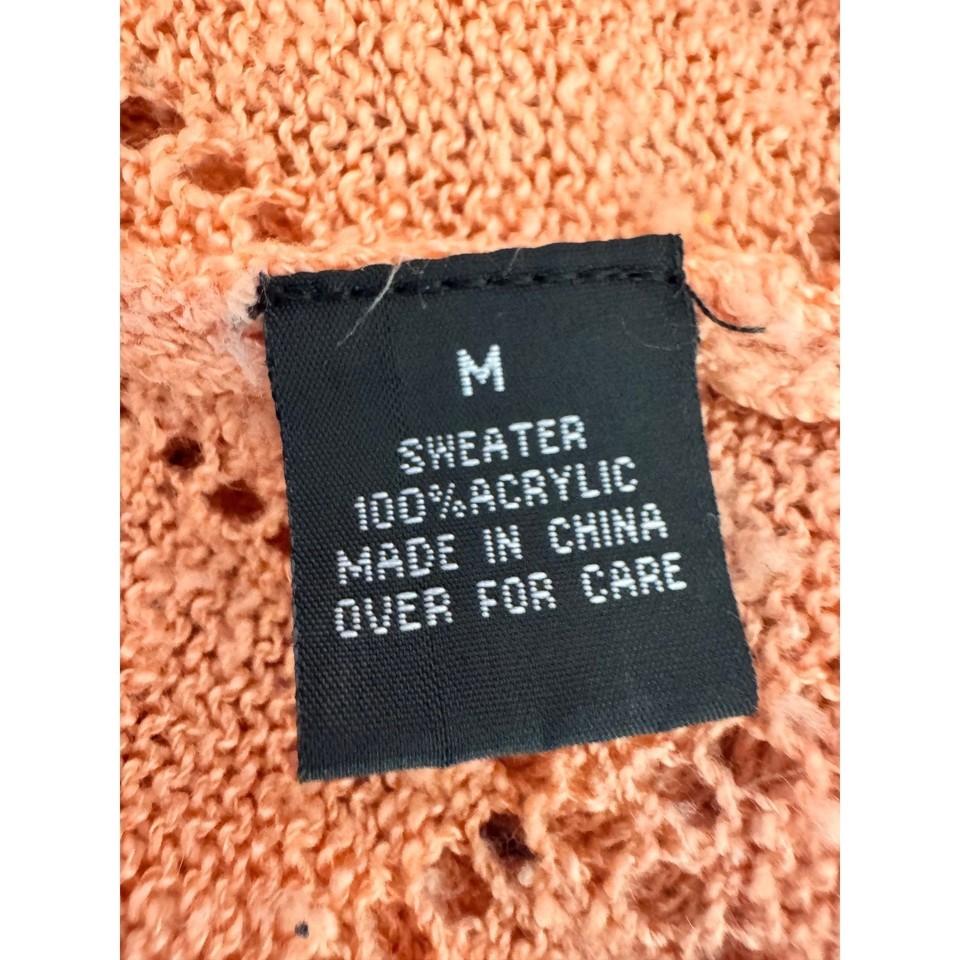 M
SWEATER
100%ACRYLIC
MADE IN CHINA
OVER FOR CARE